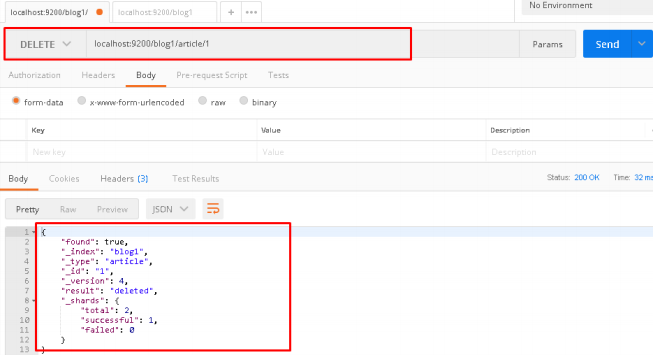 localhost:9200/blog1/ localhost:9200/blog1 + ••• No Environment
DELETE localhost:9200/blog1/article/1 Params Send
Authorization Headers Body Pre-request Script Tests
form-data x-www-form-urlencoded raw binary
Key Value Description
New key Value Description
Body Cookies Headers (3) Test Results Status: 200 OK Time: 32 ms
Pretty Raw Preview JSON
1 {
2 "found": true,
3 "_index": "blog1",
4 "_type": "article",
5 "_id": "1",
6 "_version": 4,
7 "result": "deleted",
8 "_shards": {
9 "total": 2,
10 "successful": 1,
11 "failed": 0
12 }
13 }